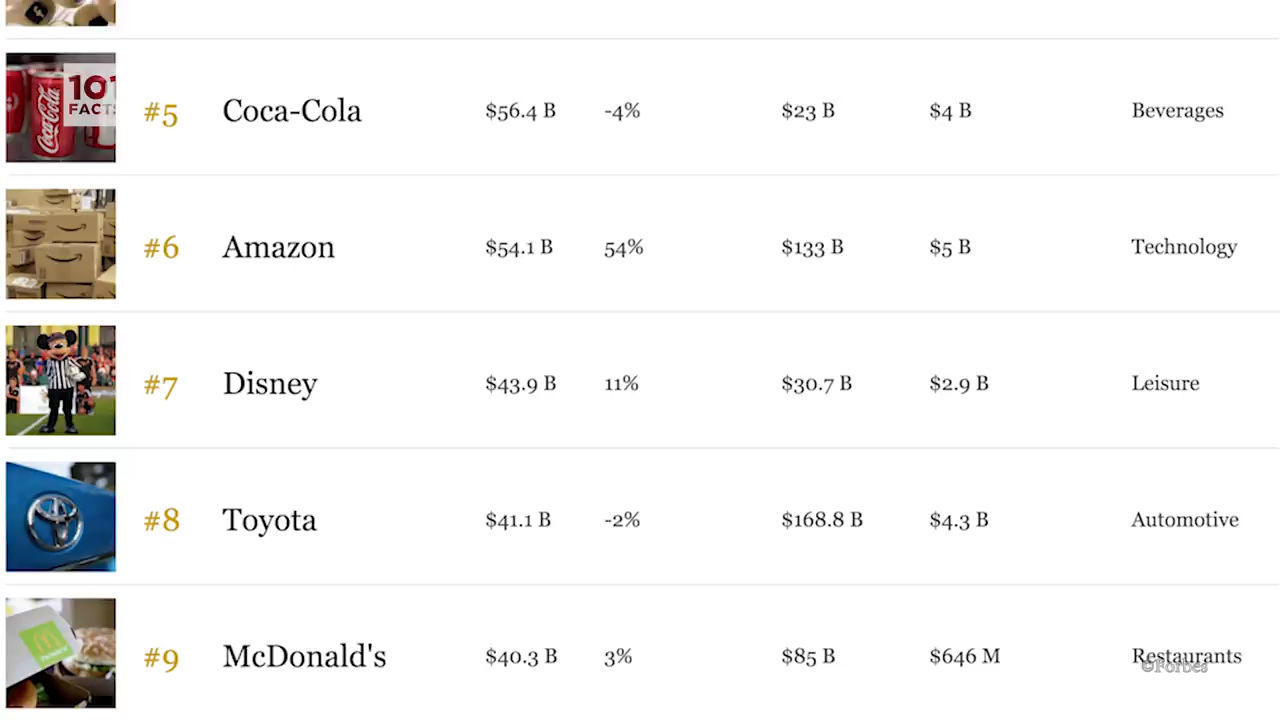 101
FACTS
Coca-Cola
#5 Coca-Cola $56.4 B -4% $23 B $4 B Beverages
#6 Amazon $54.1 B 54% $133 B $5 B Technology
#7 Disney $43.9 B 11% $30.7 B $2.9 B Leisure
#8 Toyota $41.1 B -2% $168.8 B $4.3 B Automotive
#9 McDonald's $40.3 B 3% $85 B $646 M Restaurants
©Forbes